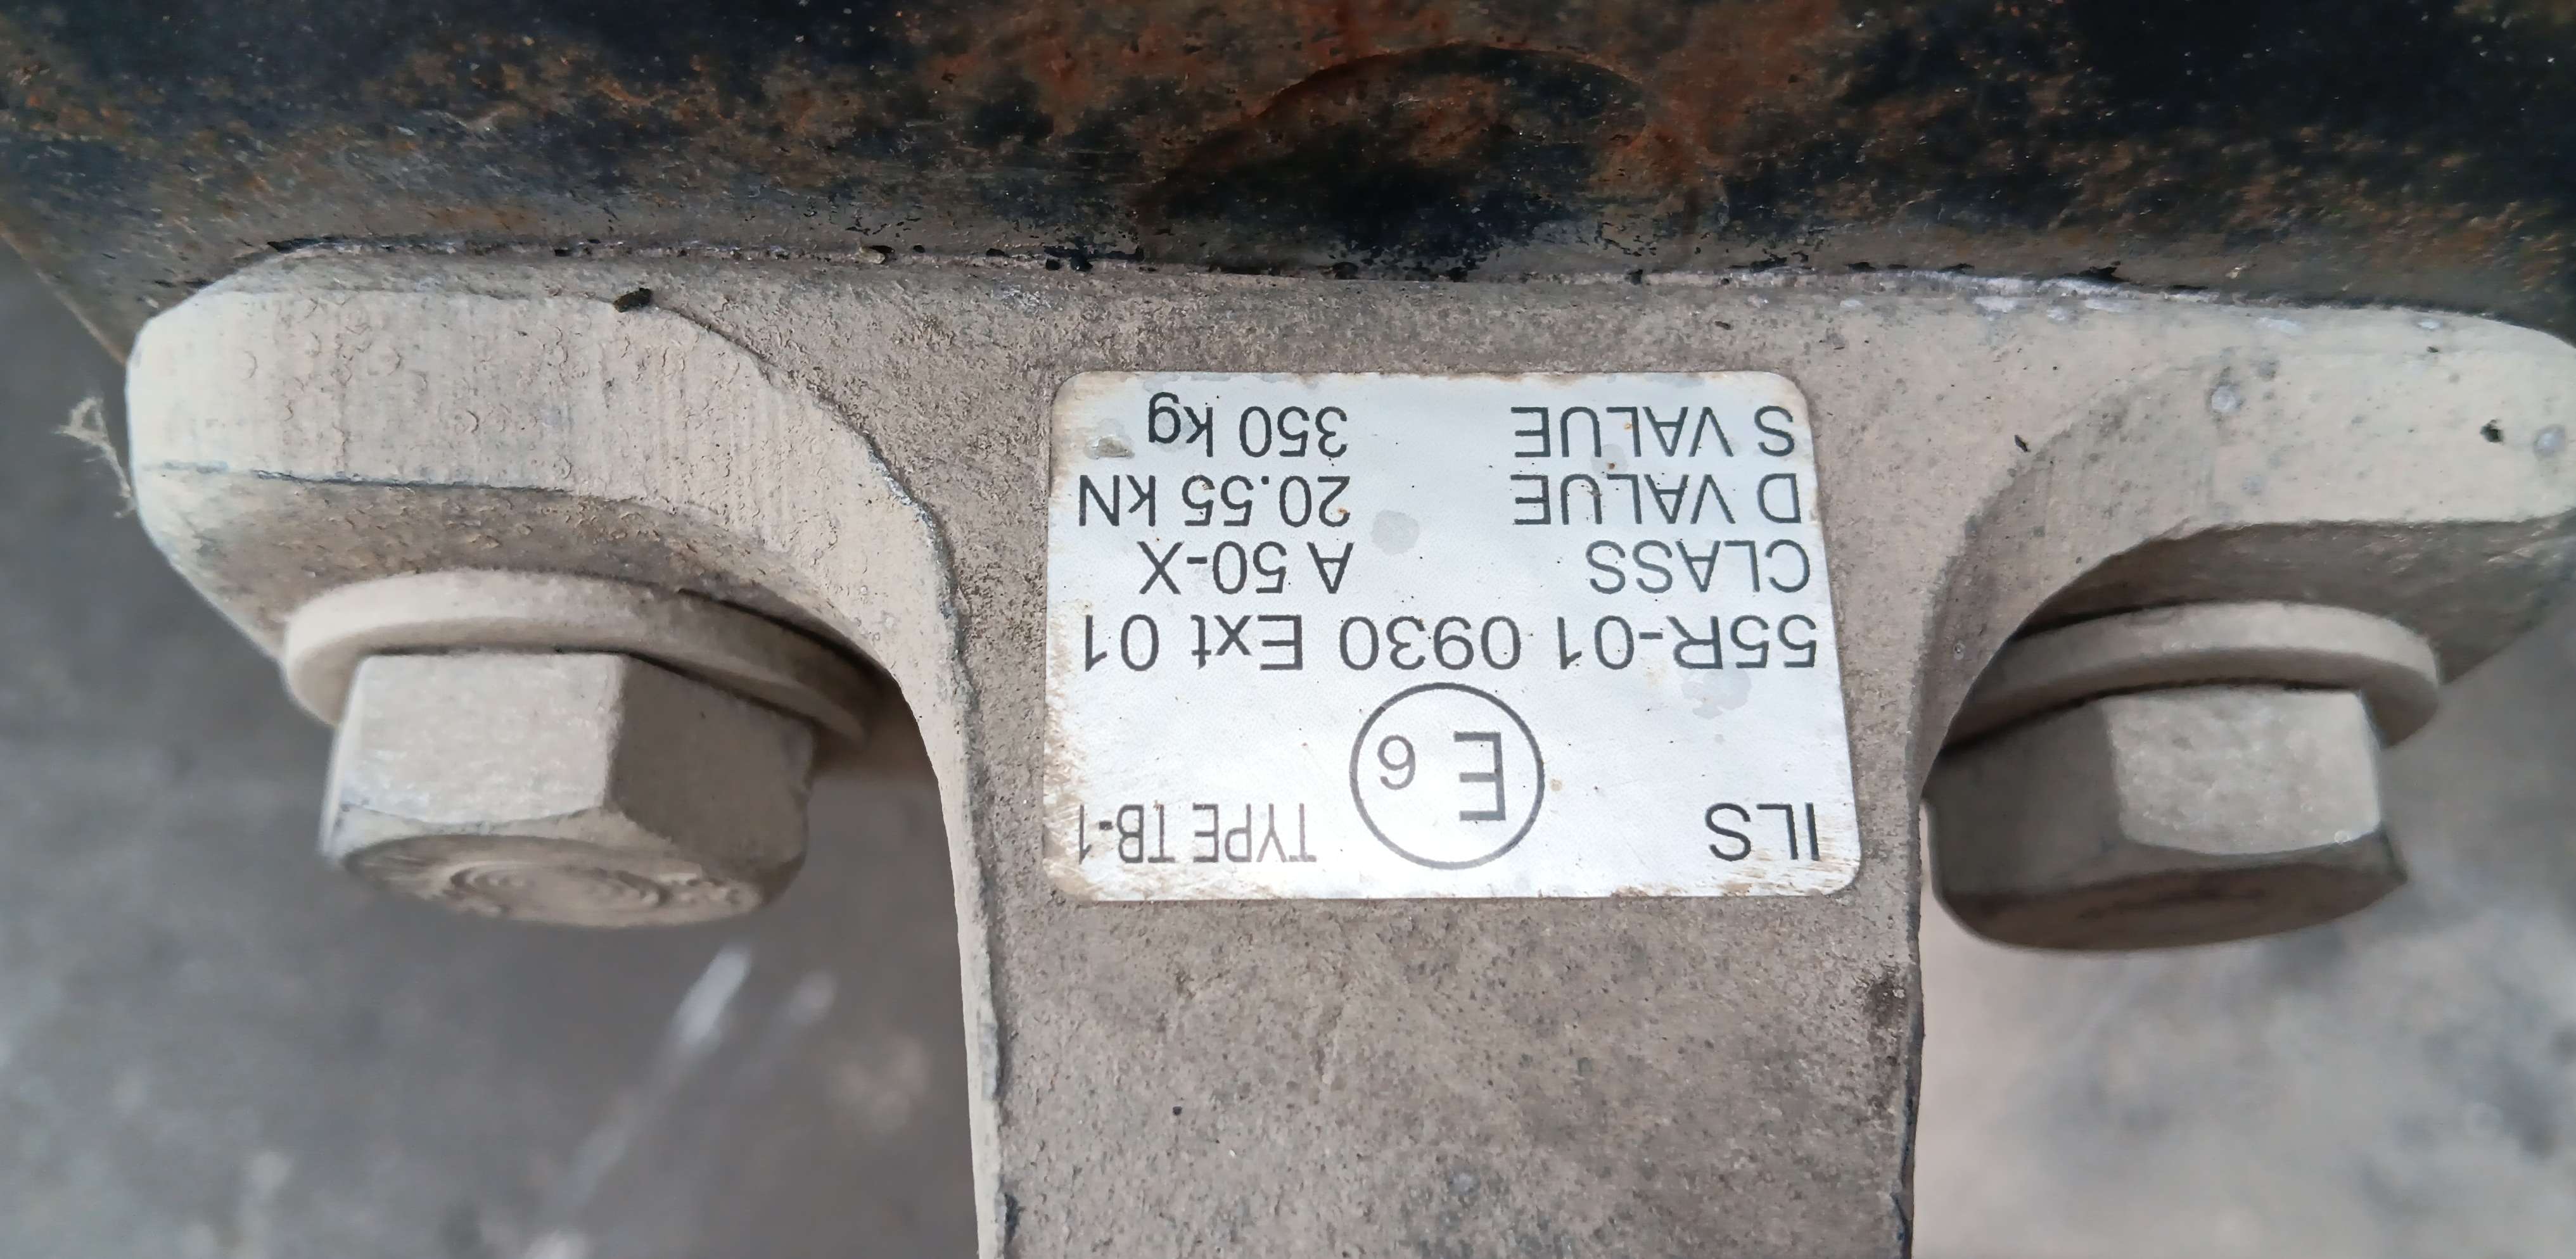 ILS E 6 TYPE TB-1
55R-01 0930 Ext 01
CLASS A 50-X
D VALUE 20.55 kN
S VALUE 350 kg